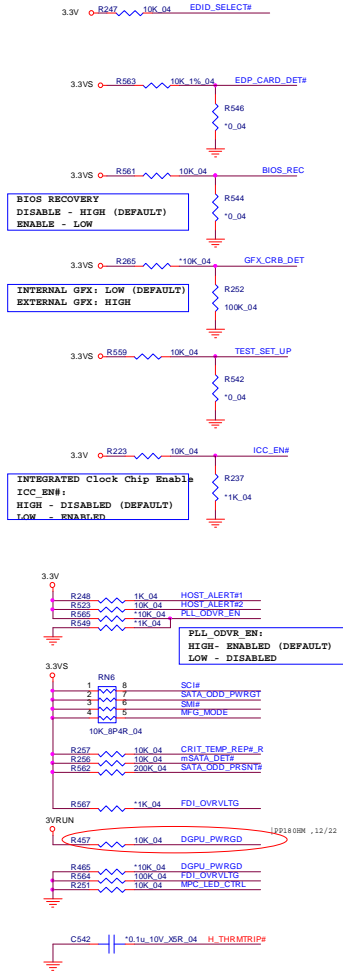 3.3V R247 10K_04 EDID_SELECT#
3.3VS R563 10K_1%_04 EDP_CARD_DET#
R546
*0_04
3.3VS R561 10K_04 BIOS_REC
BIOS RECOVERY
DISABLE - HIGH (DEFAULT)
ENABLE - LOW
R544
*0_04
3.3VS R265 *10K_04 GFX_CRB_DET
INTERNAL GFX: LOW (DEFAULT)
EXTERNAL GFX: HIGH
R252
100K_04
3.3VS R559 10K_04 TEST_SET_UP
R542
*0_04
3.3V R223 10K_04 ICC_EN#
INTEGRATED Clock Chip Enable
ICC_EN#:
HIGH - DISABLED (DEFAULT)
LOW - ENABLED
R237
*1K_04
3.3V
R248 1K_04 HOST_ALERT#1
R523 10K_04 HOST_ALERT#2
R565 *10K_04 PLL_ODVR_EN
R549 *1K_04
PLL_ODVR_EN:
HIGH- ENABLED (DEFAULT)
LOW - DISABLED
3.3VS
RN6
1 8 SCI#
2 7 SATA_ODD_PWRGT
3 6 SMI#
4 5 MFG_MODE
10K_8P4R_04
R257 10K_04 CRIT_TEMP_REP#_R
R256 10K_04 mSATA_DET#
R562 200K_04 SATA_ODD_PRSNT#
R567 *1K_04 FDI_OVRVLTG
3VRUN
R457 10K_04 DGPU_PWRGD
PP180HM ,12/22
R465 *10K_04 DGPU_PWRGD
R564 100K_04 FDI_OVRVLTG
R251 10K_04 MPC_LED_CTRL
C542 *0.1u_10V_X5R_04 H_THRMTRIP#